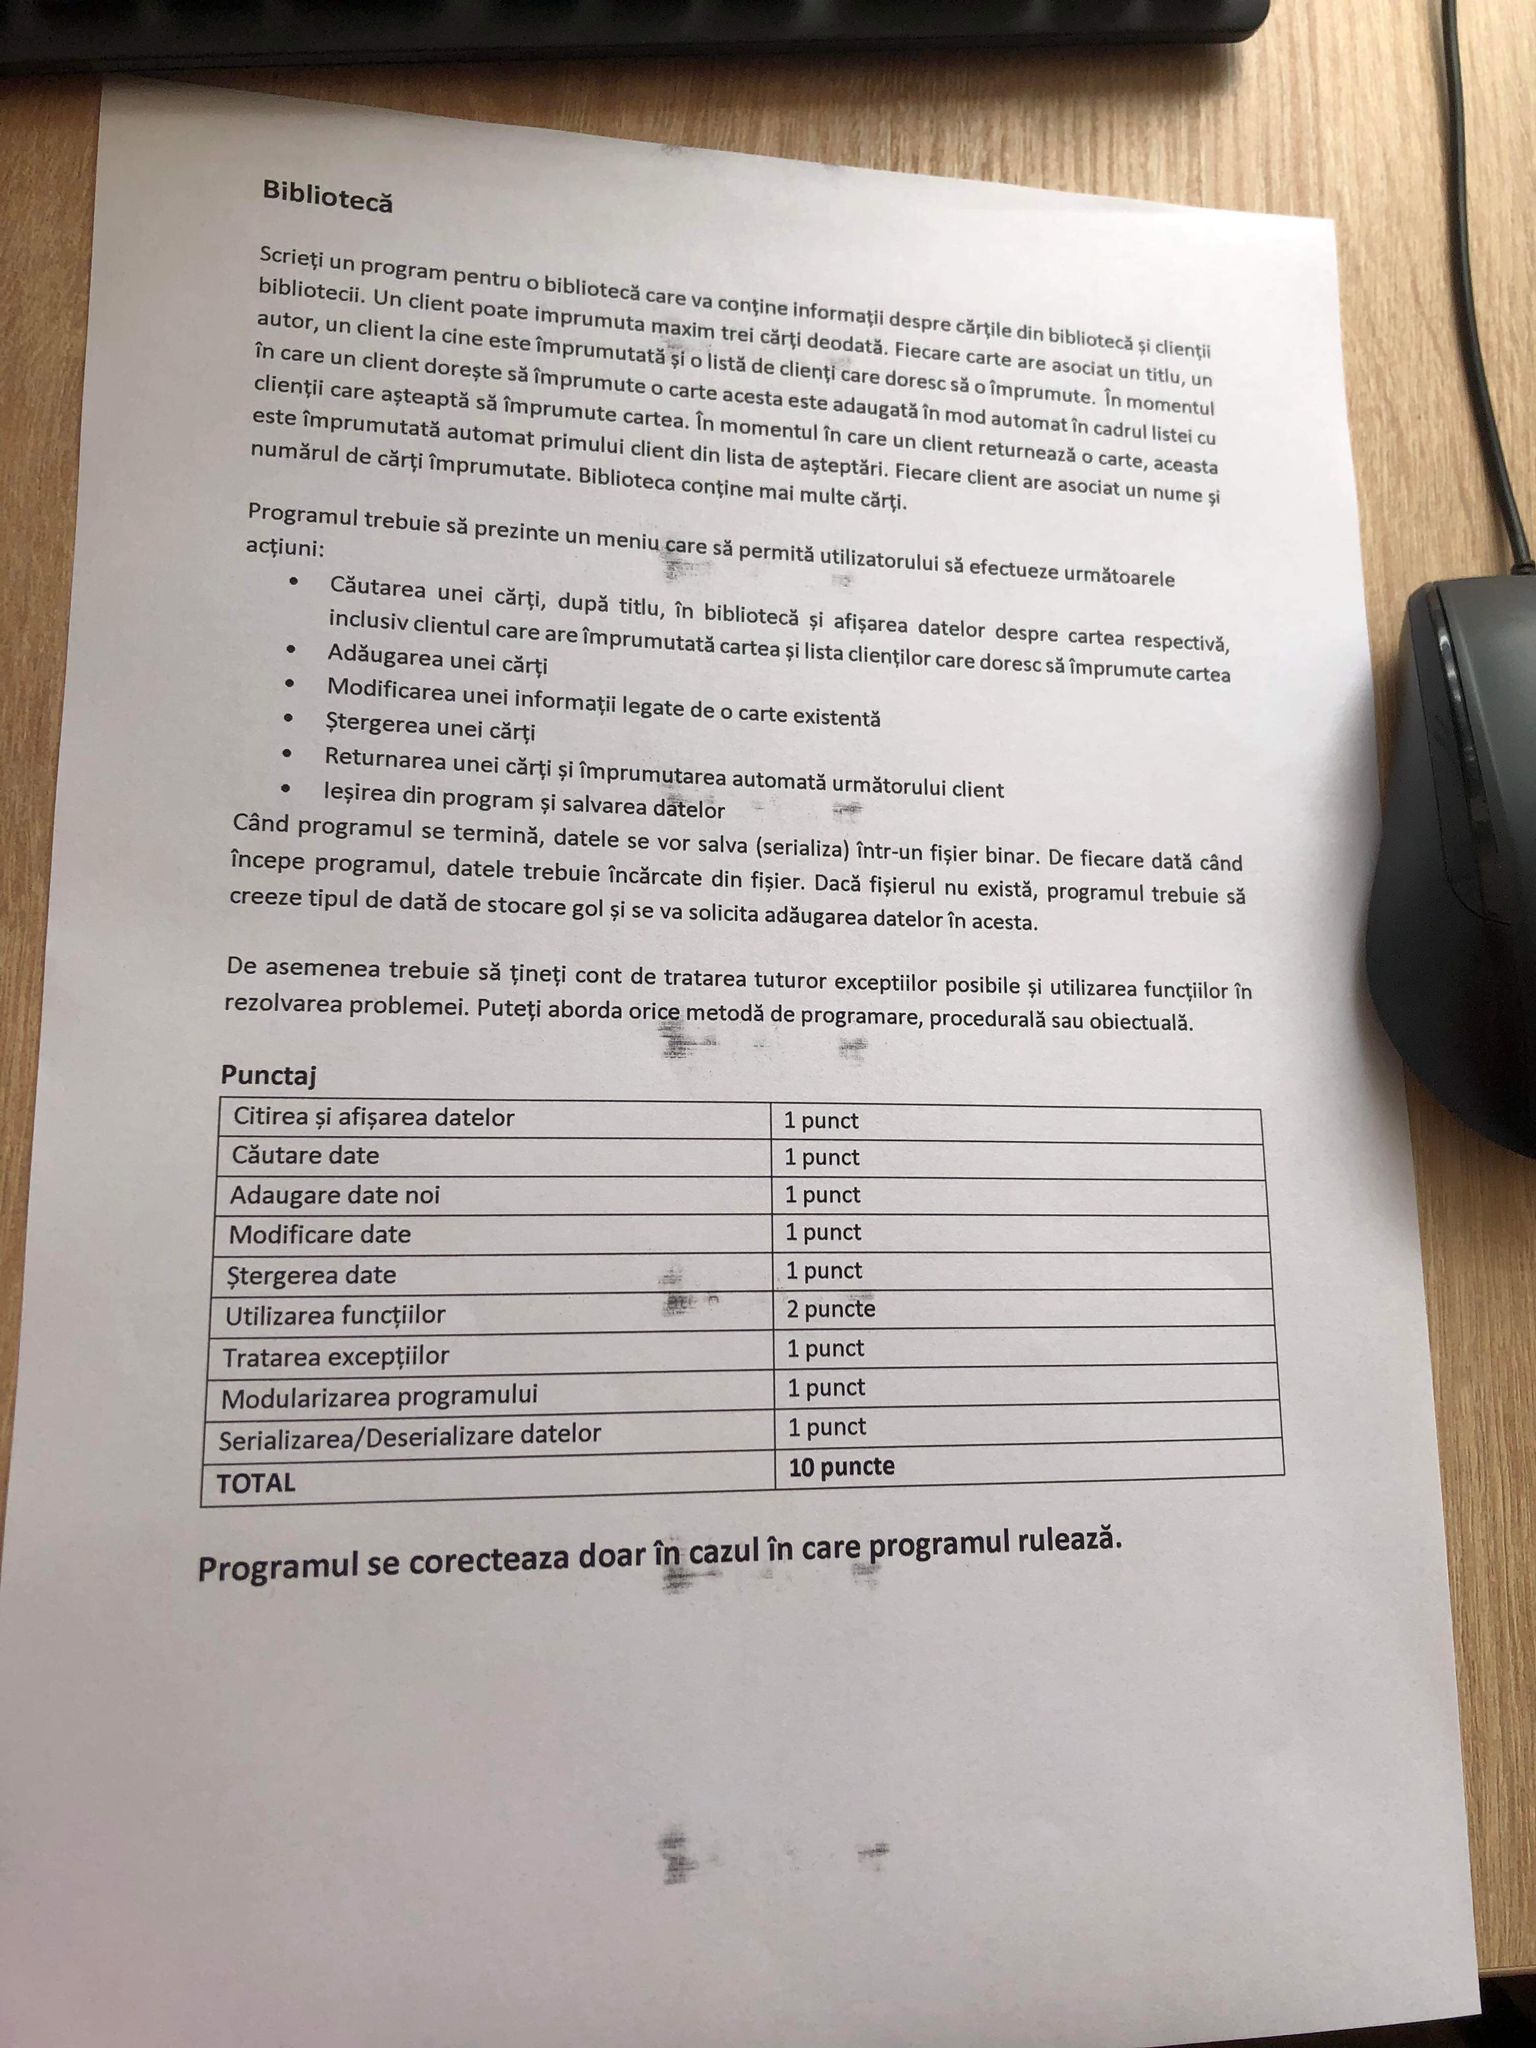 Bibliotecă
Scrieți un program pentru o bibliotecă care va conține informații despre cărțile din bibliotecă și clienții
bibliotecii. Un client poate imprumuta maxim trei cărți deodată. Fiecare carte are asociat un titlu, un
autor, un client la cine este împrumutată și o listă de clienți care doresc să o împrumute. În momentul
în care un client dorește să împrumute o carte acesta este adaugată în mod automat în cadrul listei cu
clienții care așteaptă să împrumute cartea. În momentul în care un client returnează o carte, aceasta
este împrumutată automat primului client din lista de așteptări. Fiecare client are asociat un nume și
numărul de cărți împrumutate. Biblioteca conține mai multe cărți.
Programul trebuie să prezinte un meniu care să permită utilizatorului să efectueze următoarele
acțiuni:
• Căutarea unei cărți, după titlu, în bibliotecă și afișarea datelor despre cartea respectivă,
inclusiv clientul care are împrumutată cartea și lista clienților care doresc să împrumute cartea
• Adăugarea unei cărți
• Modificarea unei informații legate de o carte existentă
• Ștergerea unei cărți
• Returnarea unei cărți și împrumutarea automată următorului client
• Ieșirea din program și salvarea datelor
Când programul se termină, datele se vor salva (serializa) într-un fișier binar. De fiecare dată când
începe programul, datele trebuie încărcate din fișier. Dacă fișierul nu există, programul trebuie să
creeze tipul de dată de stocare gol și se va solicita adăugarea datelor în acesta.
De asemenea trebuie să țineți cont de tratarea tuturor exceptiilor posibile și utilizarea funcțiilor în
rezolvarea problemei. Puteți aborda orice metodă de programare, procedurală sau obiectuală.
Punctaj
Citirea și afișarea datelor 1 punct
Căutare date 1 punct
Adaugare date noi 1 punct
Modificare date 1 punct
Ștergerea date 1 punct
Utilizarea funcțiilor 2 puncte
Tratarea excepțiilor 1 punct
Modularizarea programului 1 punct
Serializarea/Deserializare datelor 1 punct
TOTAL 10 puncte
Programul se corecteaza doar în cazul în care programul rulează.